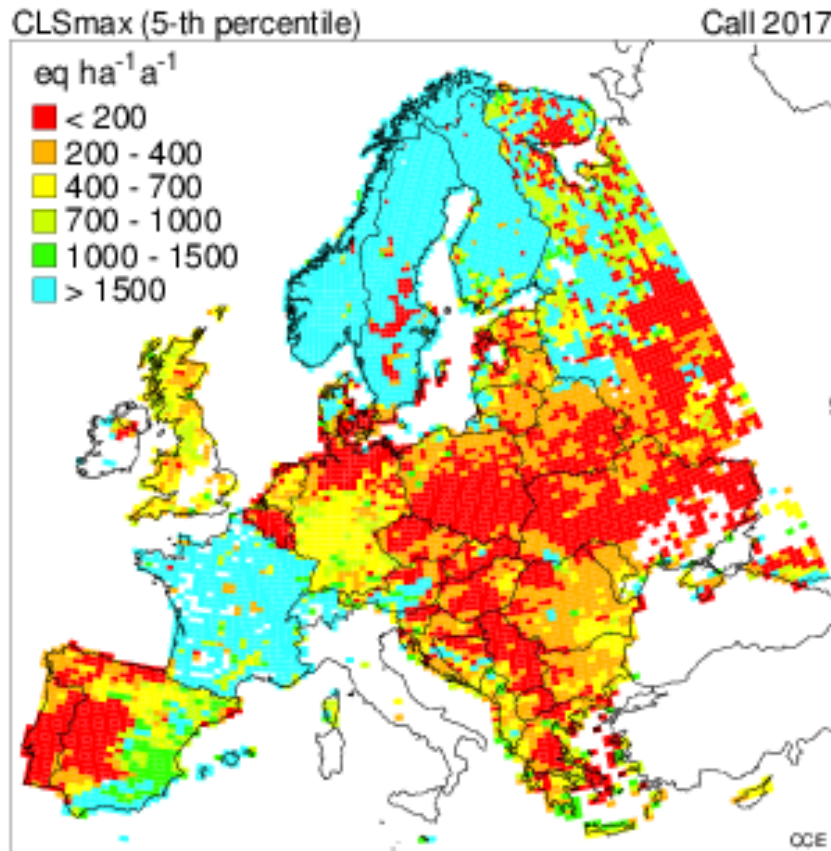 CLSmax (5-th percentile) Call 2017
eq ha⁻¹a⁻¹
< 200
200 - 400
400 - 700
700 - 1000
1000 - 1500
> 1500
CCE